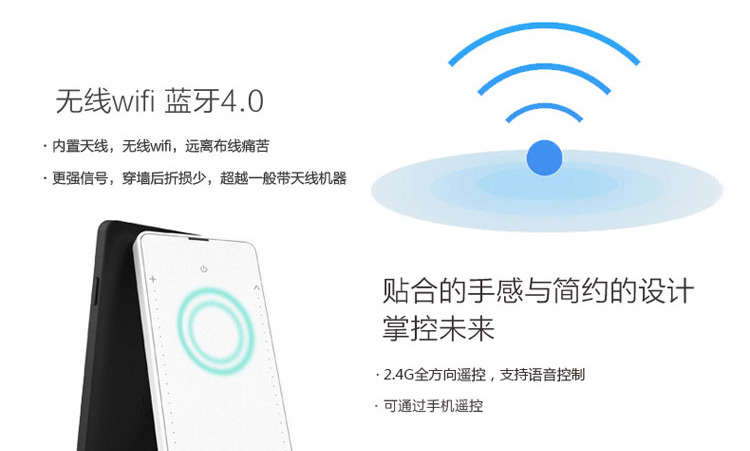 无线wifi 蓝牙4.0
·内置天线，无线wifi，远离布线痛苦
·更强信号，穿墙后折损少，超越一般带天线机器
贴合的手感与简约的设计
掌控未来
·2.4G全方向遥控，支持语音控制
·可通过手机遥控